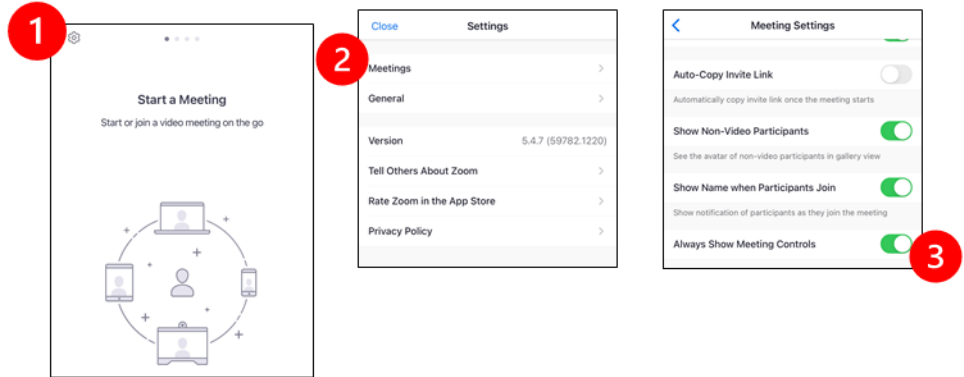 1
Start a Meeting
Start or join a video meeting on the go
2
Close Settings
Meetings
General
Version 5.4.7 (59782.1220)
Tell Others About Zoom
Rate Zoom in the App Store
Privacy Policy
Meeting Settings
Auto-Copy Invite Link
Automatically copy invite link once the meeting starts
Show Non-Video Participants
See the avatar of non-video participants in gallery view
Show Name when Participants Join
Show notification of participants as they join the meeting
Always Show Meeting Controls
3